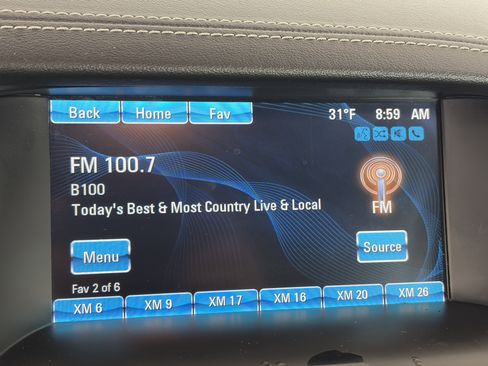 Back Home Fav 31°F 8:59 AM
FM 100.7
B100
Today's Best & Most Country Live & Local
FM
Menu Source
Fav 2 of 6
XM 6 XM 9 XM 17 XM 16 XM 20 XM 26